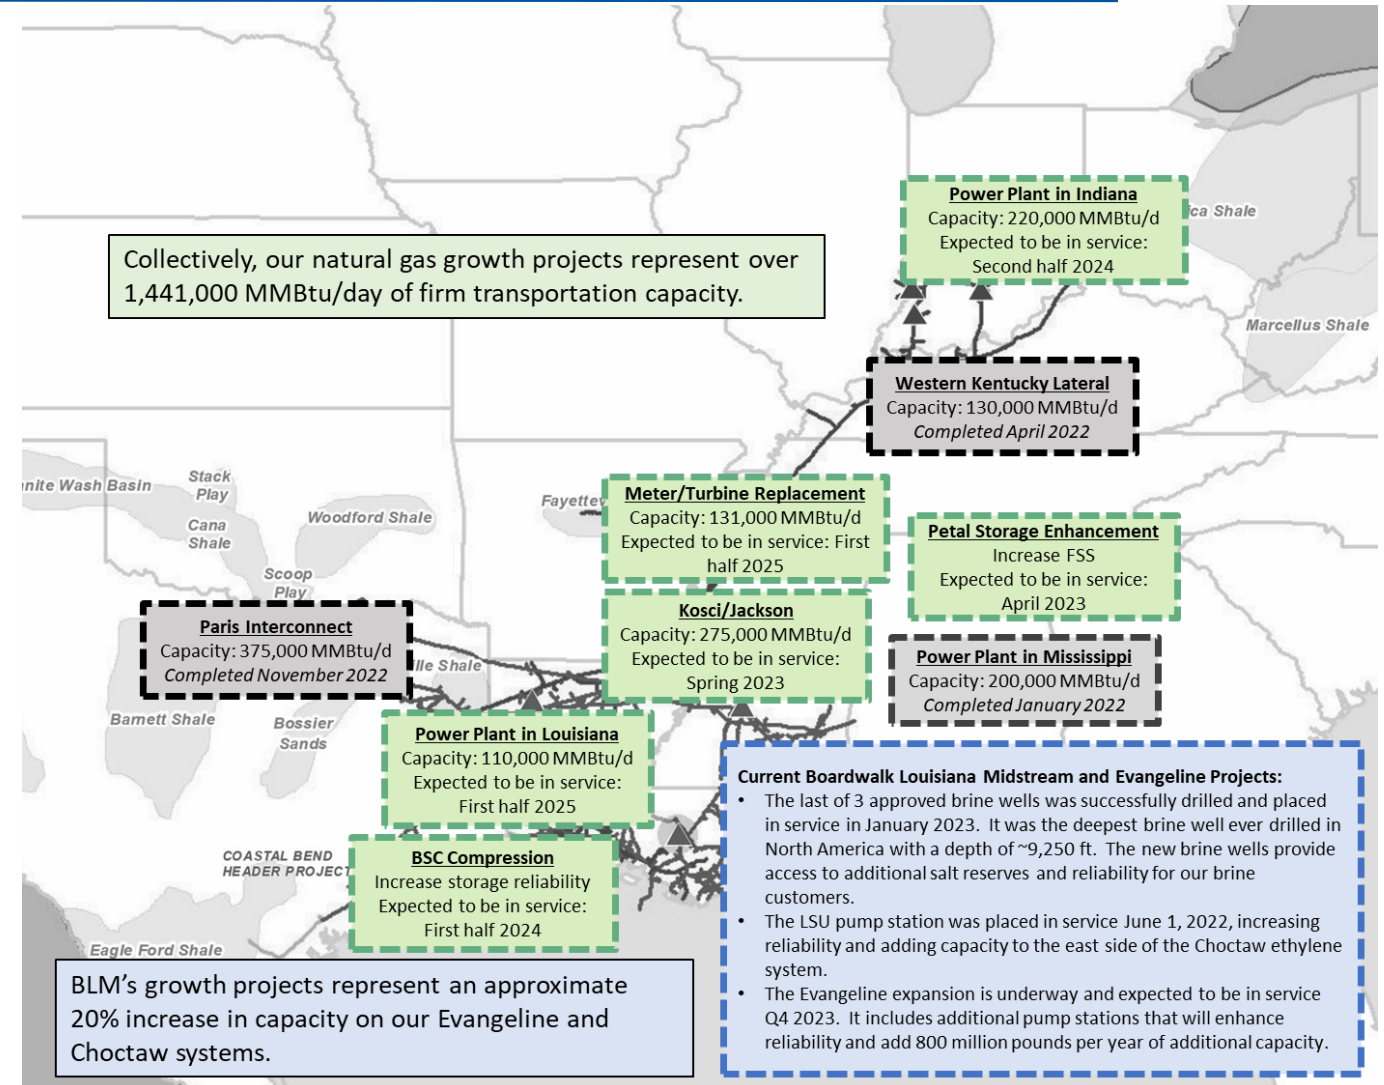 Power Plant in Indiana
Capacity: 220,000 MMBtu/d
Expected to be in service:
Second half 2024
ica Shale
Collectively, our natural gas growth projects represent over
1,441,000 MMBtu/day of firm transportation capacity.
Marcellus Shale
Western Kentucky Lateral
Capacity: 130,000 MMBtu/d
Completed April 2022
nite Wash Basin
Stack
Play
Cana
Shale
Woodford Shale
Scoop
Play
Fayettev
Meter/Turbine Replacement
Capacity: 131,000 MMBtu/d
Expected to be in service: First
half 2025
Petal Storage Enhancement
Increase FSS
Expected to be in service:
April 2023
Paris Interconnect
Capacity: 375,000 MMBtu/d
Completed November 2022
ille Shale
Kosci/Jackson
Capacity: 275,000 MMBtu/d
Expected to be in service:
Spring 2023
Power Plant in Mississippi
Capacity: 200,000 MMBtu/d
Completed January 2022
Barnett Shale
Bossier
Sands
Power Plant in Louisiana
Capacity: 110,000 MMBtu/d
Expected to be in service:
First half 2025
COASTAL BEND
HEADER PROJECT
BSC Compression
Increase storage reliability
Expected to be in service:
First half 2024
Eagle Ford Shale
Current Boardwalk Louisiana Midstream and Evangeline Projects:
• The last of 3 approved brine wells was successfully drilled and placed
in service in January 2023. It was the deepest brine well ever drilled in
North America with a depth of ~9,250 ft. The new brine wells provide
access to additional salt reserves and reliability for our brine
customers.
• The LSU pump station was placed in service June 1, 2022, increasing
reliability and adding capacity to the east side of the Choctaw ethylene
system.
• The Evangeline expansion is underway and expected to be in service
Q4 2023. It includes additional pump stations that will enhance
reliability and add 800 million pounds per year of additional capacity.
BLM’s growth projects represent an approximate
20% increase in capacity on our Evangeline and
Choctaw systems.